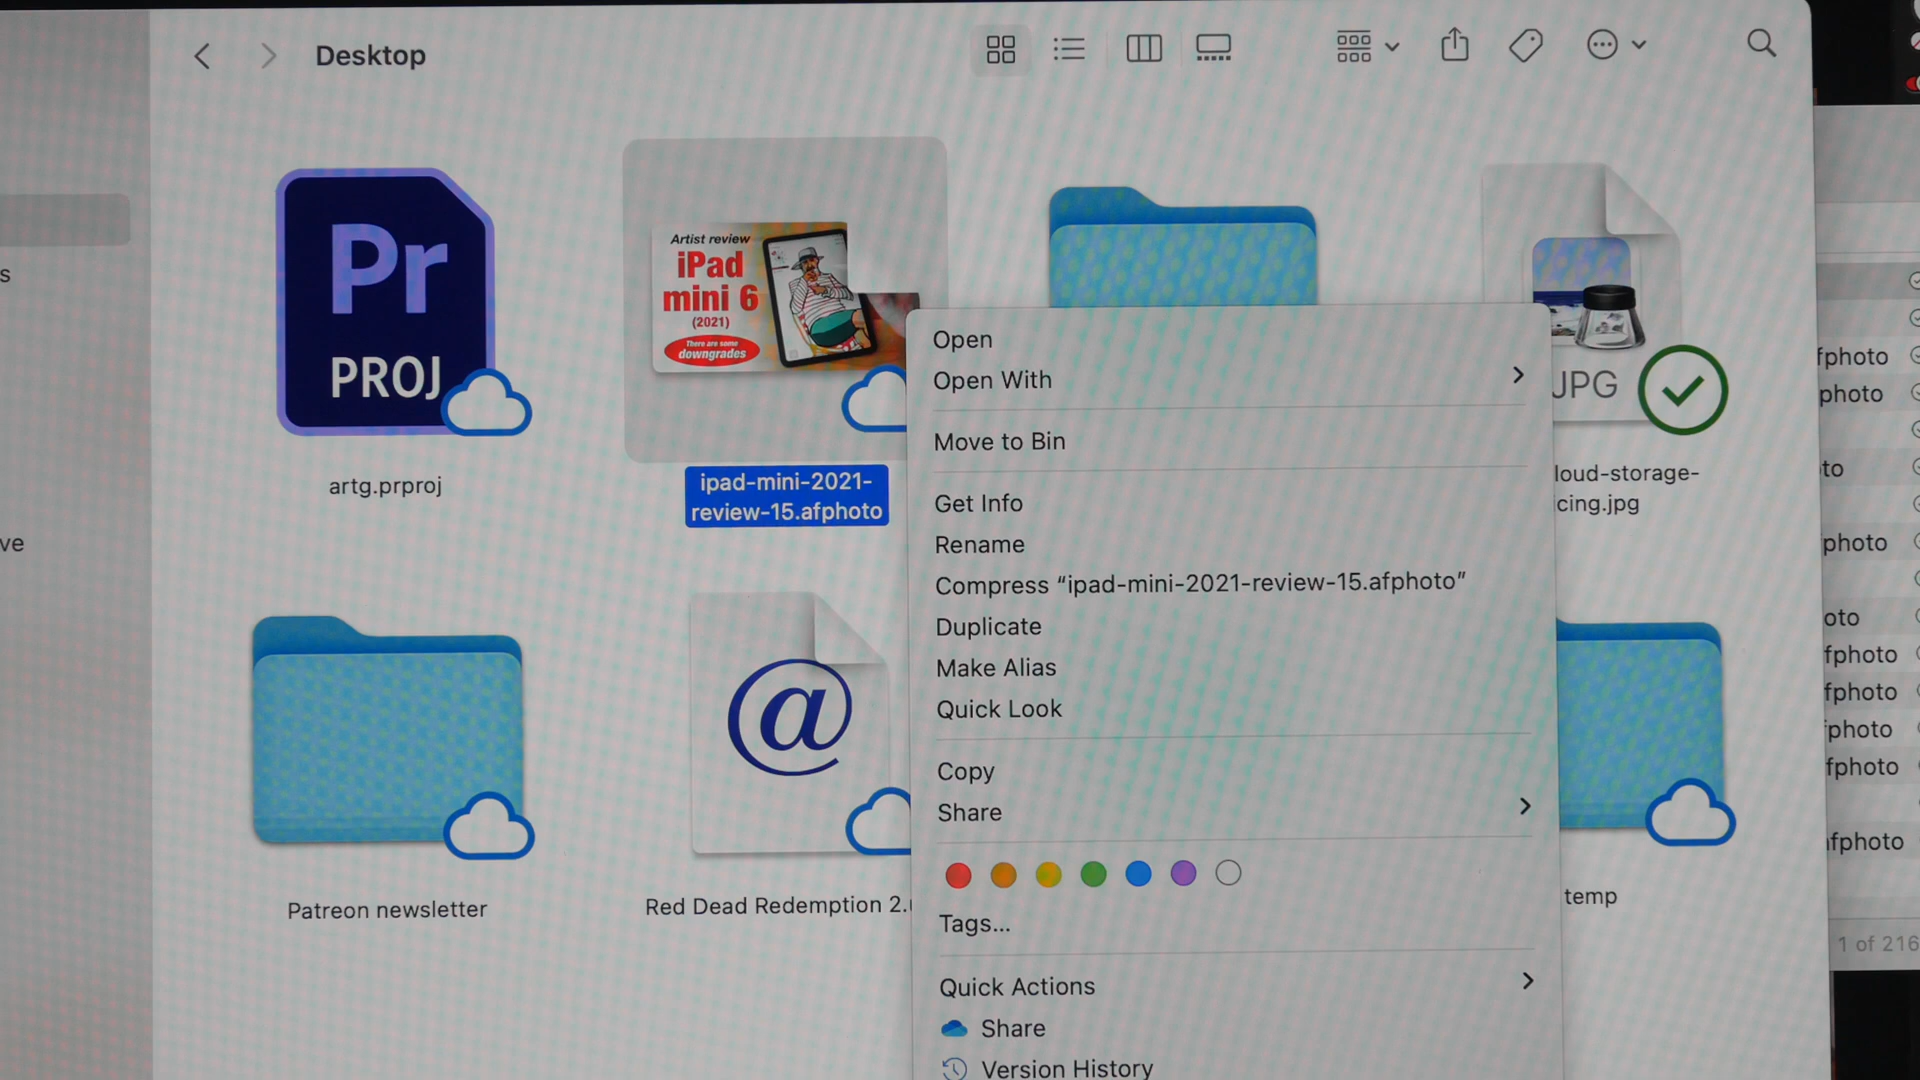 Desktop
Pr
PROJ
artg.prproj
Artist review
iPad
mini 6
(2021)
There are some
downgrades
ipad-mini-2021-
review-15.afphoto
JPG
loud-storage-
cing.jpg
Patreon newsletter
@
Red Dead Redemption 2.
temp
Open
Open With
Move to Bin
Get Info
Rename
Compress “ipad-mini-2021-review-15.afphoto”
Duplicate
Make Alias
Quick Look
Copy
Share
Tags...
Quick Actions
Share
Version History
s
ve
fphoto
photo
to
photo
oto
fphoto
fphoto
fphoto
fphoto
fphoto
1 of 216